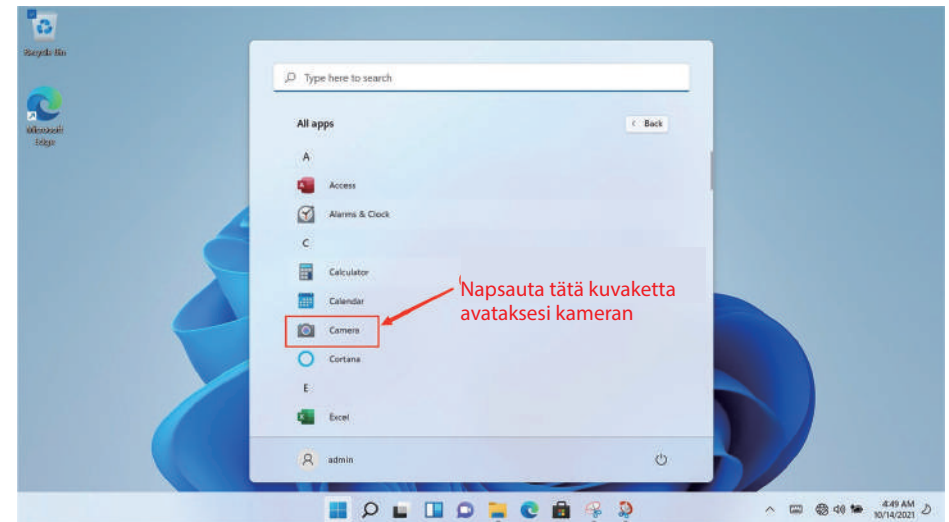 Recycle Bin
Microsoft
Edge
Type here to search
All apps
Back
A
Access
Alarms & Clock
C
Calculator
Calendar
Camera
Cortana
E
Excel
admin
Napsauta tätä kuvaketta
avataksesi kameran
4:49 AM
10/14/2021